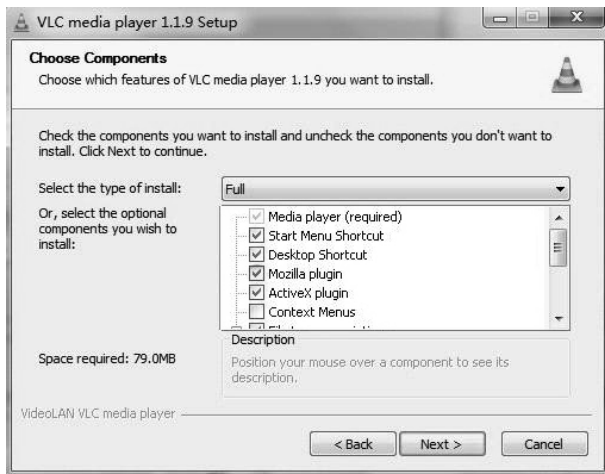 VLC media player 1.1.9 Setup
Choose Components
Choose which features of VLC media player 1.1.9 you want to install.
Check the components you want to install and uncheck the components you don't want to
install. Click Next to continue.
Select the type of install:
Full
Or, select the optional
components you wish to
install:
Media player (required)
Start Menu Shortcut
Desktop Shortcut
Mozilla plugin
ActiveX plugin
Context Menus
Space required: 79.0MB
Description
Position your mouse over a component to see its
description.
VideoLAN VLC media player
< Back
Next >
Cancel